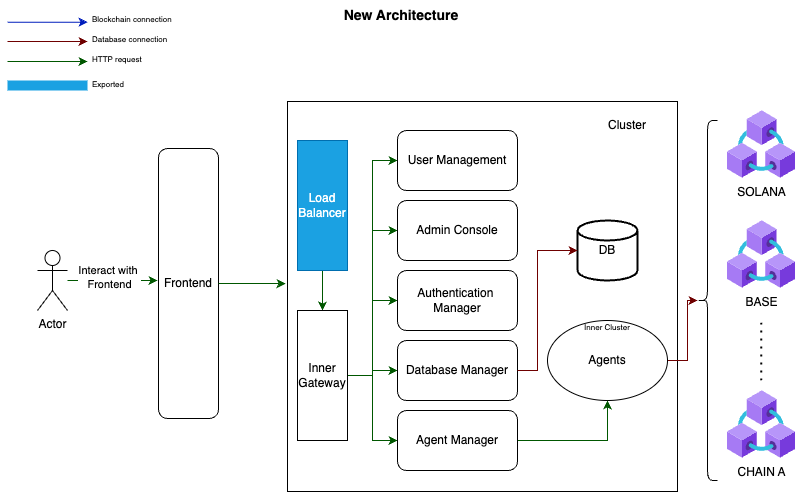 New Architecture
Blockchain connection
Database connection
HTTP request
Exported
Cluster
Load
Balancer
User Management
Admin Console
Authentication
Manager
Database Manager
Agent Manager
Inner
Gateway
Frontend
Interact with
Frontend
Actor
DB
Inner Cluster
Agents
SOLANA
BASE
CHAIN A